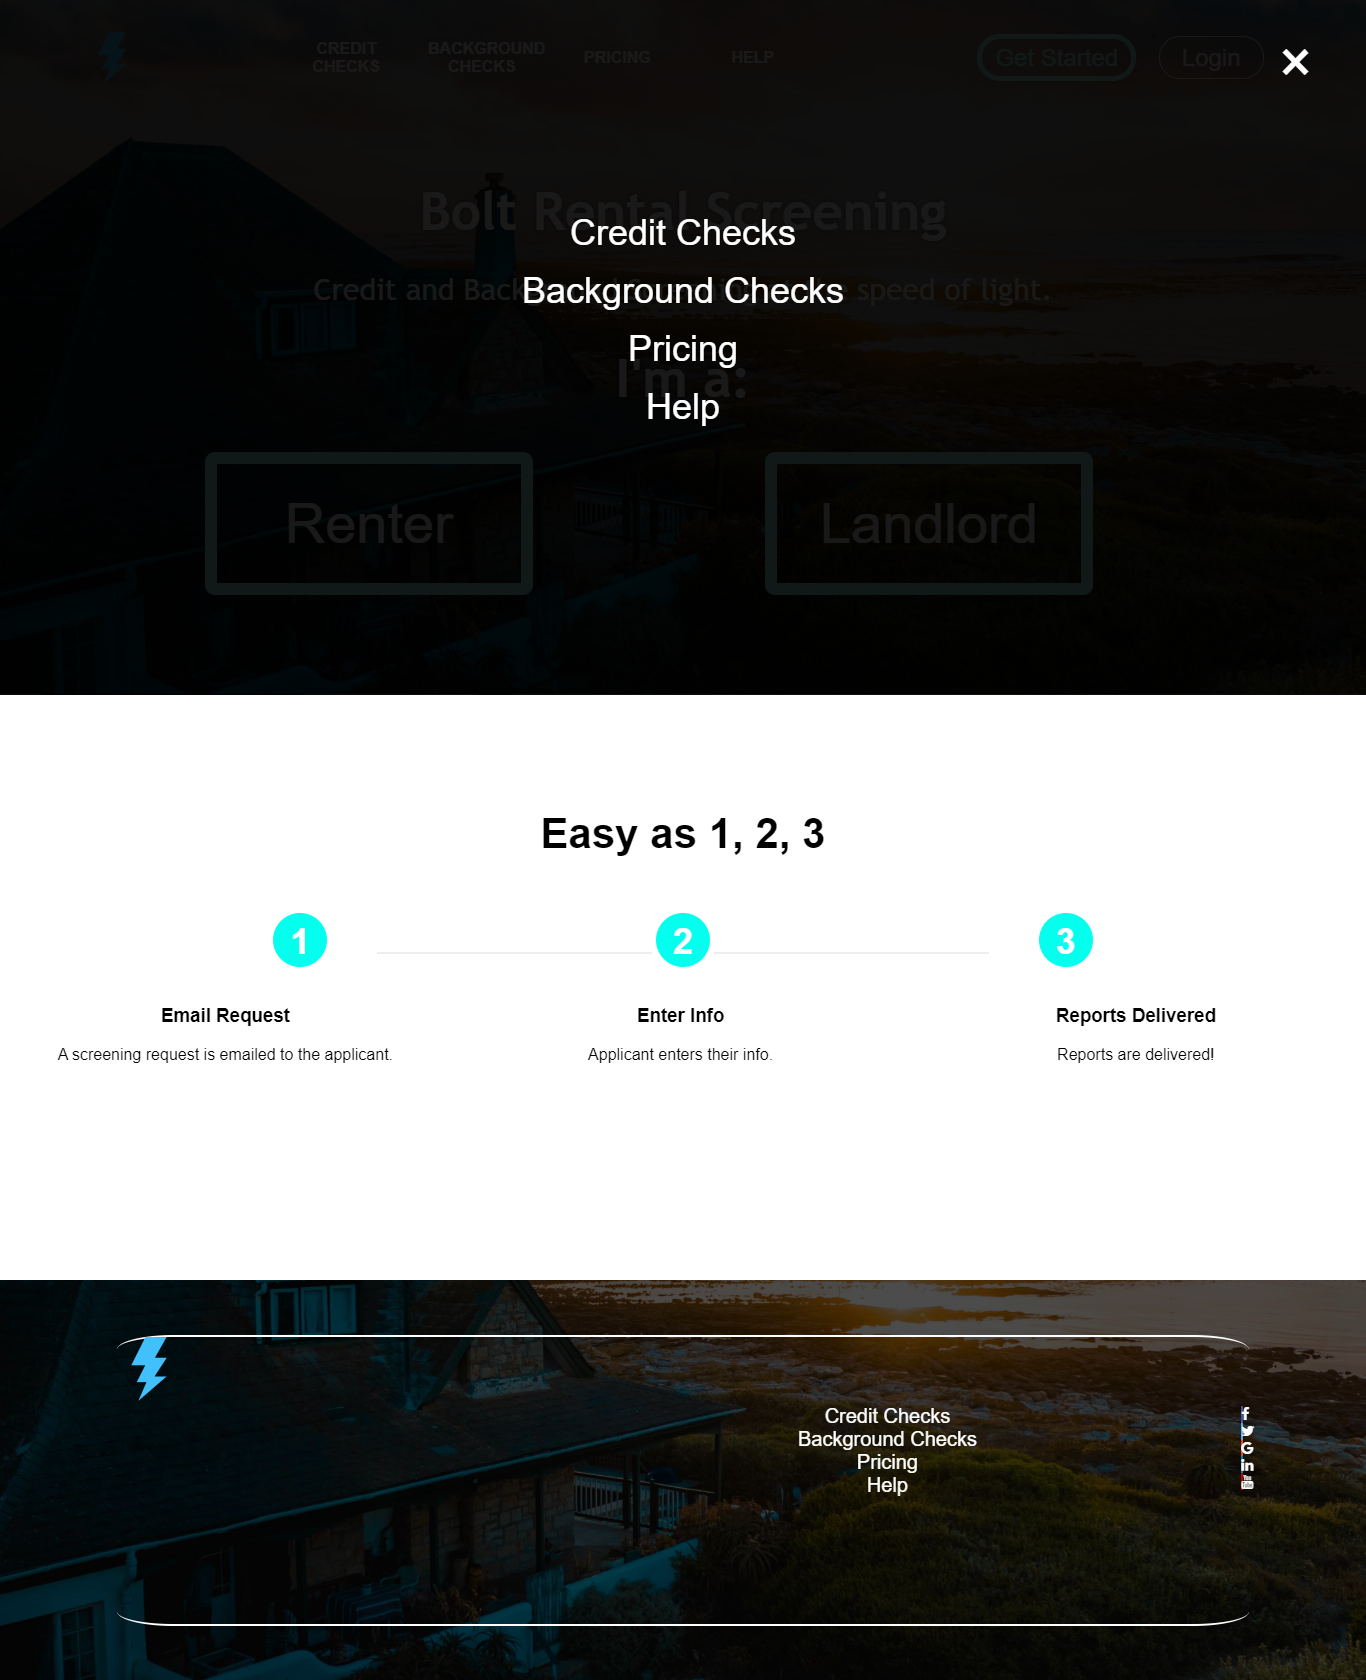 CREDIT CHECKS
BACKGROUND CHECKS
PRICING
HELP
Get Started
Login
Bolt Rental Screening
Credit Checks
Credit and Back speed of light.
Background Checks
Pricing
I'm a:
Help
Renter
Landlord
Easy as 1, 2, 3
1
2
3
Email Request
Enter Info
Reports Delivered
A screening request is emailed to the applicant.
Applicant enters their info.
Reports are delivered!
Credit Checks
Background Checks
Pricing
Help